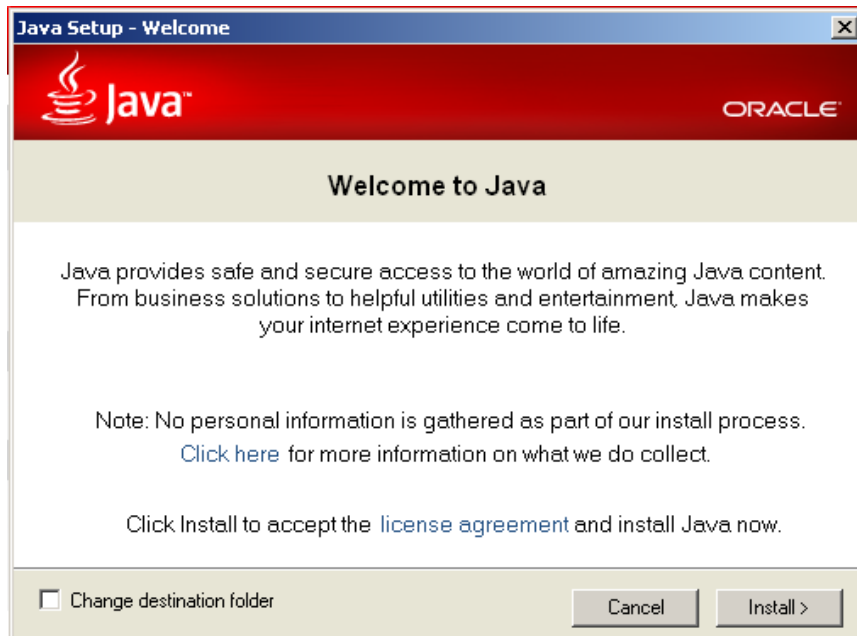 Java Setup - Welcome
Java™
ORACLE
Welcome to Java
Java provides safe and secure access to the world of amazing Java content.
From business solutions to helpful utilities and entertainment, Java makes
your internet experience come to life.
Note: No personal information is gathered as part of our install process.
Click here for more information on what we do collect.
Click Install to accept the license agreement and install Java now.
Change destination folder
Cancel
Install >